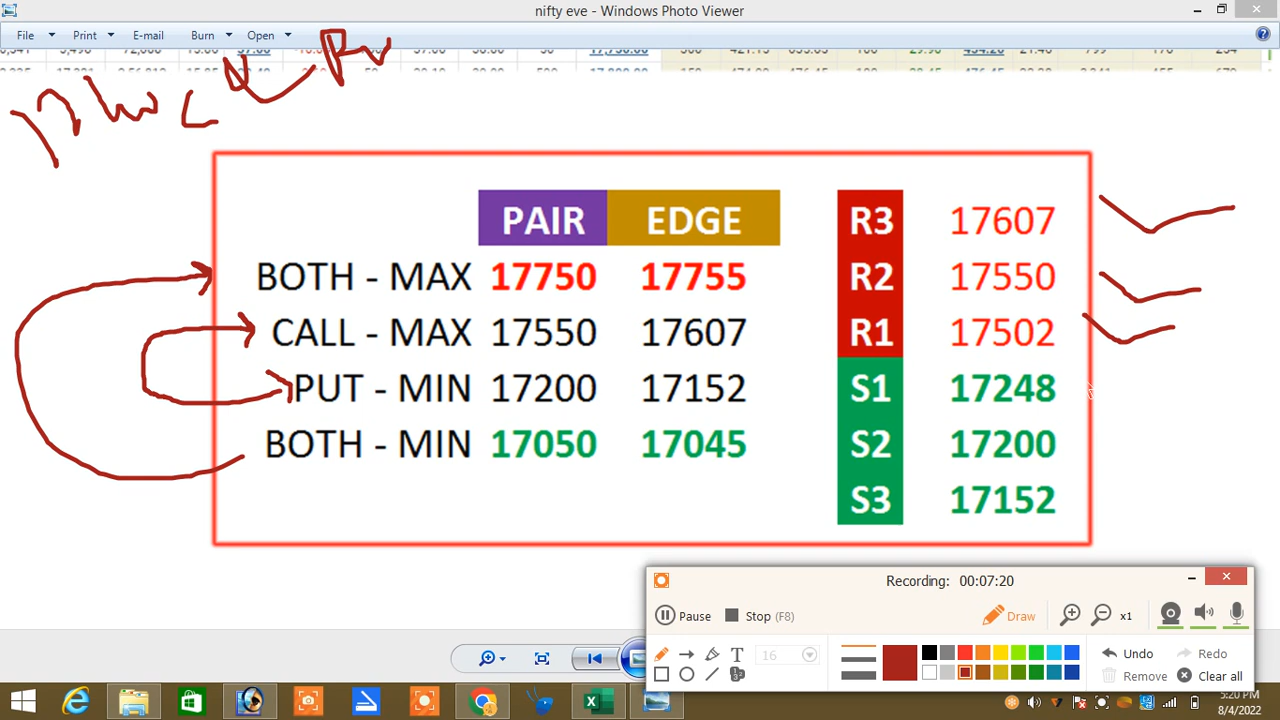 nifty eve - Windows Photo Viewer
File Print E-mail Burn Open
PAIR EDGE
BOTH - MAX 17750 17755
CALL - MAX 17550 17607
PUT - MIN 17200 17152
BOTH - MIN 17050 17045
R3 17607
R2 17550
R1 17502
S1 17248
S2 17200
S3 17152
Recording: 00:07:20
Pause Stop (F8) Draw x1
T 16 Undo Redo
Remove Clear all
5:20 PM
8/4/2022